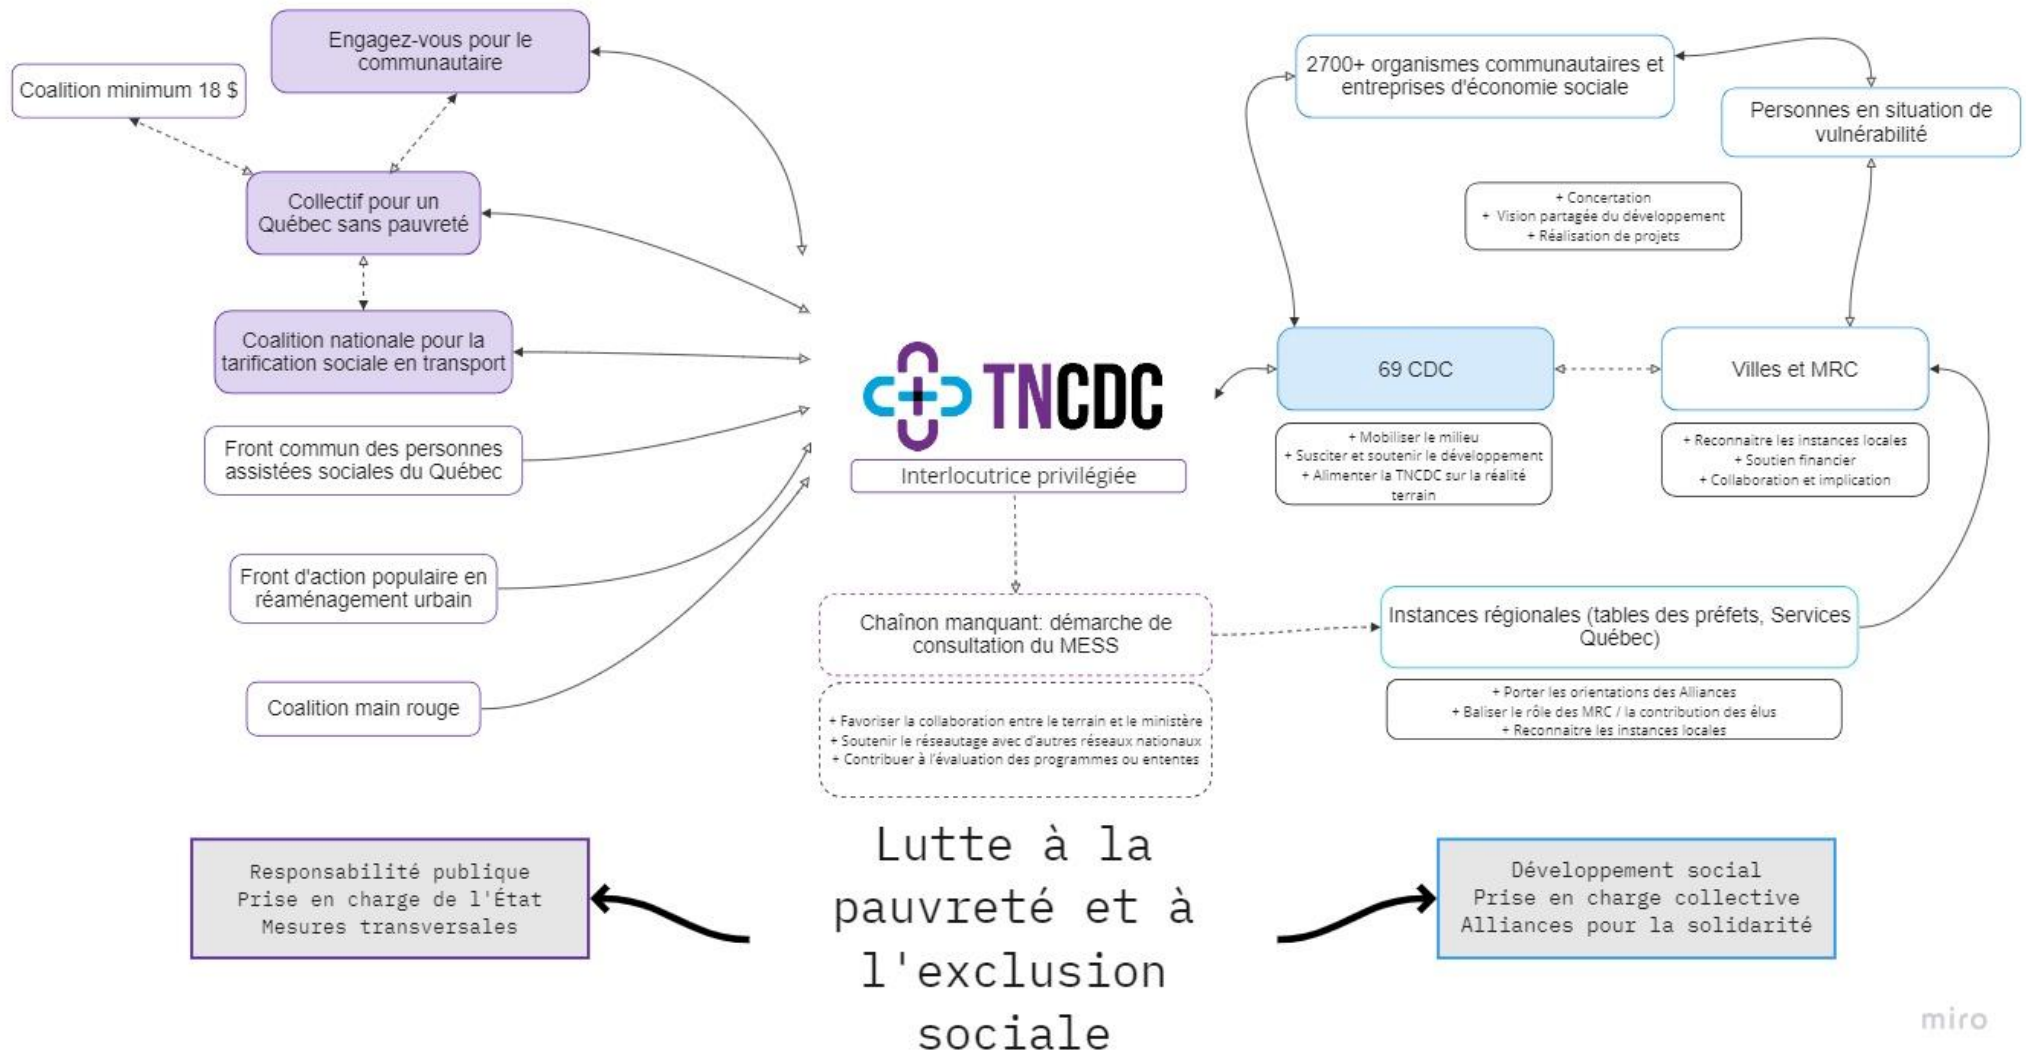 Engagez-vous pour le
communautaire
Coalition minimum 18 $
Collectif pour un
Québec sans pauvreté
Coalition nationale pour la
tarification sociale en transport
Front commun des personnes
assistées sociales du Québec
Front d'action populaire en
réaménagement urbain
Coalition main rouge
TNCDC
Interlocutrice privilégiée
Chaînon manquant: démarche de
consultation du MESS
+ Favoriser la collaboration entre le terrain et le ministère
+ Soutenir le réseautage avec d'autres réseaux nationaux
+ Contribuer à l'évaluation des programmes ou ententes
2700+ organismes communautaires et
entreprises d'économie sociale
Personnes en situation de
vulnérabilité
+ Concertation
+ Vision partagée du développement
+ Réalisation de projets
69 CDC
+ Mobiliser le milieu
+ Susciter et soutenir le développement
+ Alimenter la TNCDC sur la réalité
terrain
Villes et MRC
+ Reconnaitre les instances locales
+ Soutien financier
+ Collaboration et implication
Instances régionales (tables des préfets, Services
Québec)
+ Porter les orientations des Alliances
+ Baliser le rôle des MRC / la contribution des élus
+ Reconnaitre les instances locales
Responsabilité publique
Prise en charge de l'État
Mesures transversales
Lutte à la
pauvreté et à
l'exclusion
sociale
Développement social
Prise en charge collective
Alliances pour la solidarité
miro